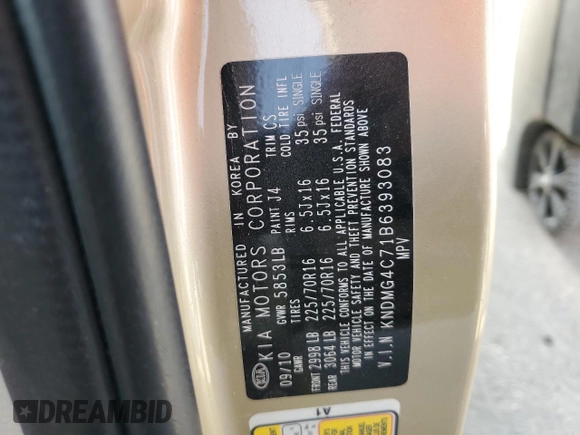 MANUFACTURED IN KOREA BY
KIA KIA MOTORS CORPORATION
09/10 GVWR 5853LB PAINT J4 TRIM CS
GAWR TIRES RIMS COLD TIRE INFL
FRONT 2998 LB 225/70R16 6.5Jx16 35 psi SINGLE
REAR 3064 LB 225/70R16 6.5Jx16 35 psi SINGLE
THIS VEHICLE CONFORMS TO ALL APPLICABLE U.S.A. FEDERAL
MOTOR VEHICLE SAFETY AND THEFT PREVENTION STANDARDS
IN EFFECT ON THE DATE OF MANUFACTURE SHOWN ABOVE
V.I.N KNDMG4C71B6393083
MPV
A1
DREAMBID